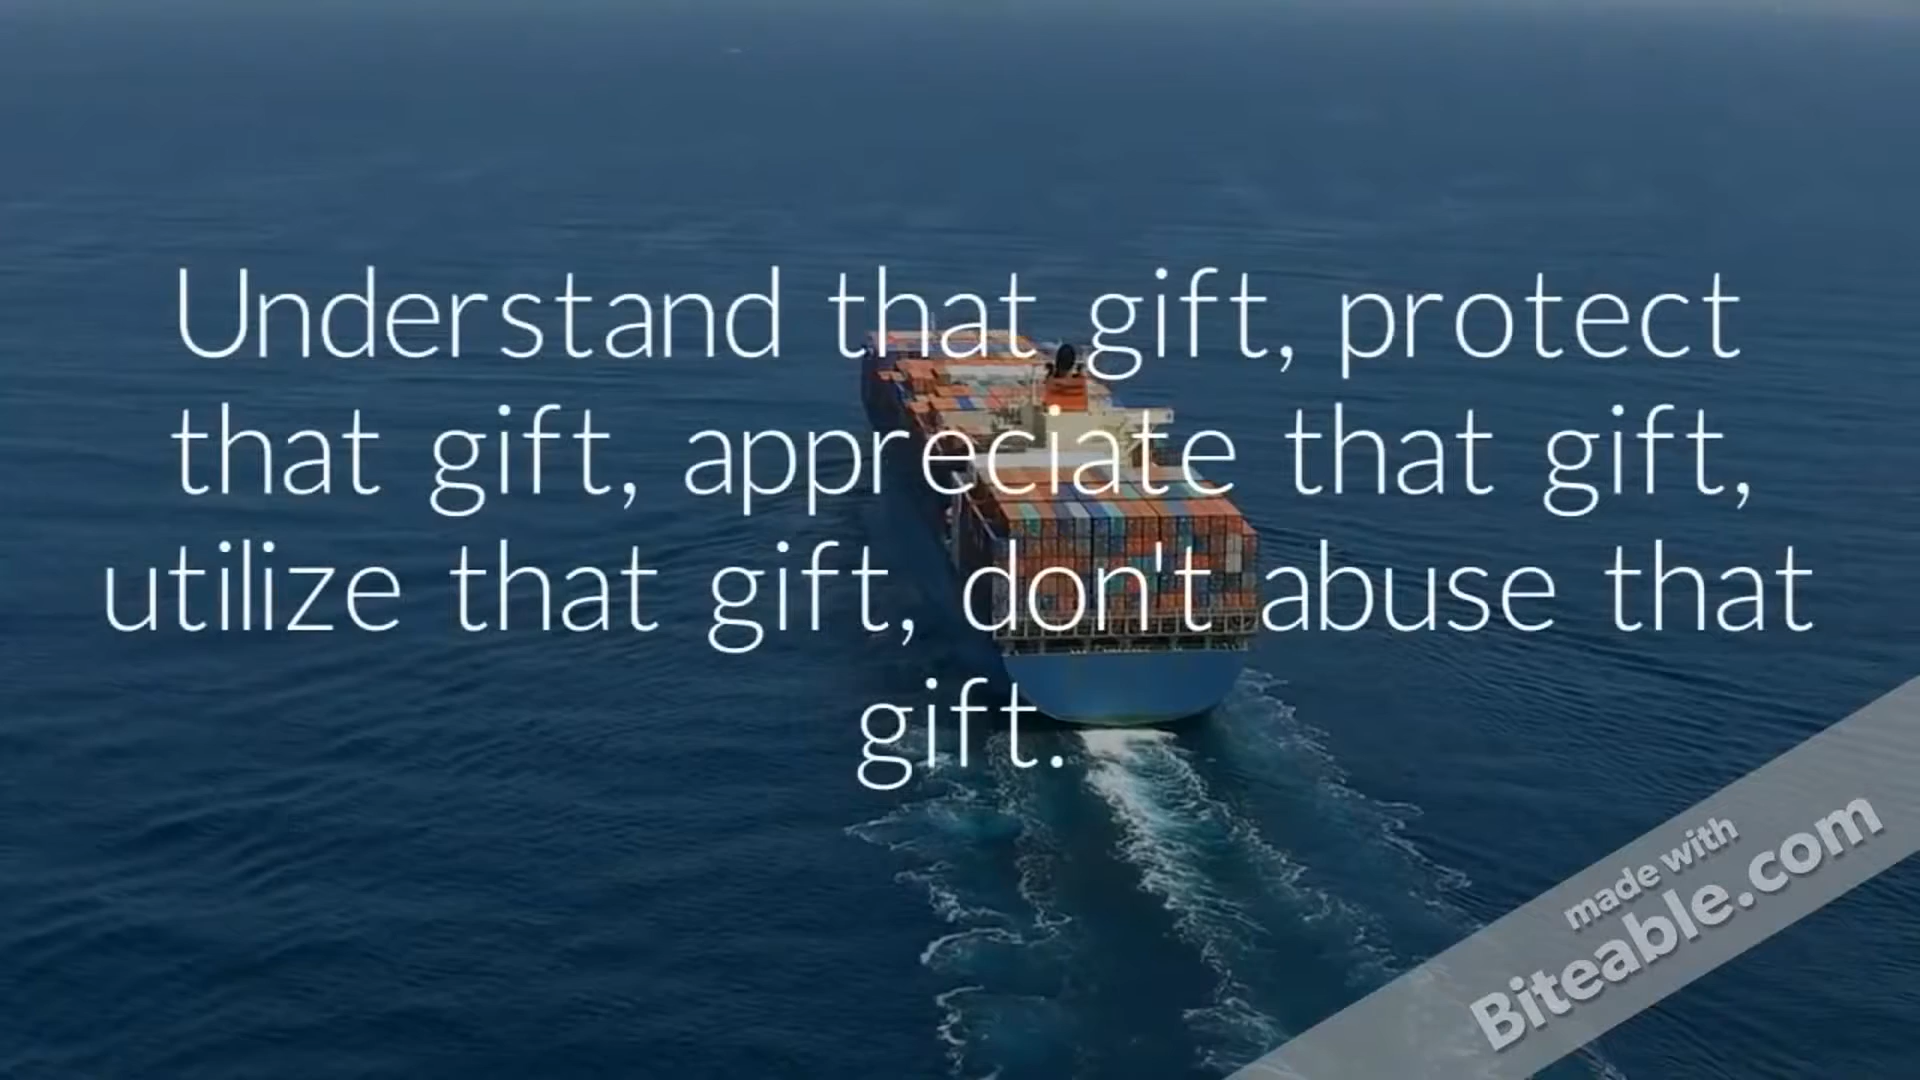 Understand that gift, protect
that gift, appreciate that gift,
utilize that gift, don't abuse that
gift.
made with
Biteable.com